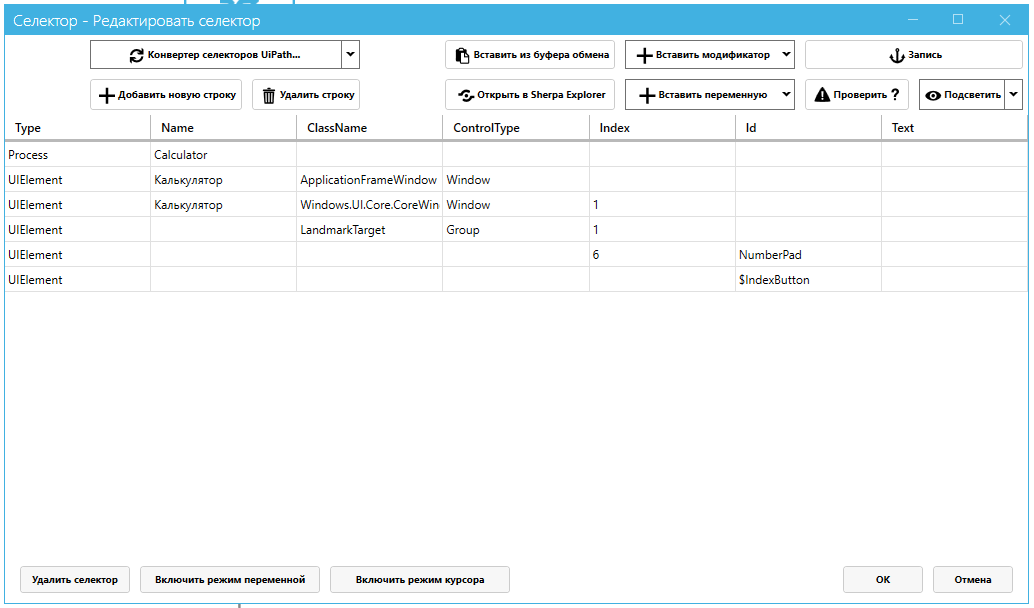 Селектор - Редактировать селектор
Конвертер селекторов UiPath...
Вставить из буфера обмена
Вставить модификатор
Запись
Добавить новую строку
Удалить строку
Открыть в Sherpa Explorer
Вставить переменную
Проверить ?
Подсветить
Type Name ClassName ControlType Index Id Text
Process Calculator
UIElement Калькулятор ApplicationFrameWindow Window
UIElement Калькулятор Windows.UI.Core.CoreWin Window 1
UIElement LandmarkTarget Group 1
UIElement 6 NumberPad
UIElement $IndexButton
Удалить селектор
Включить режим переменной
Включить режим курсора
ОК
Отмена